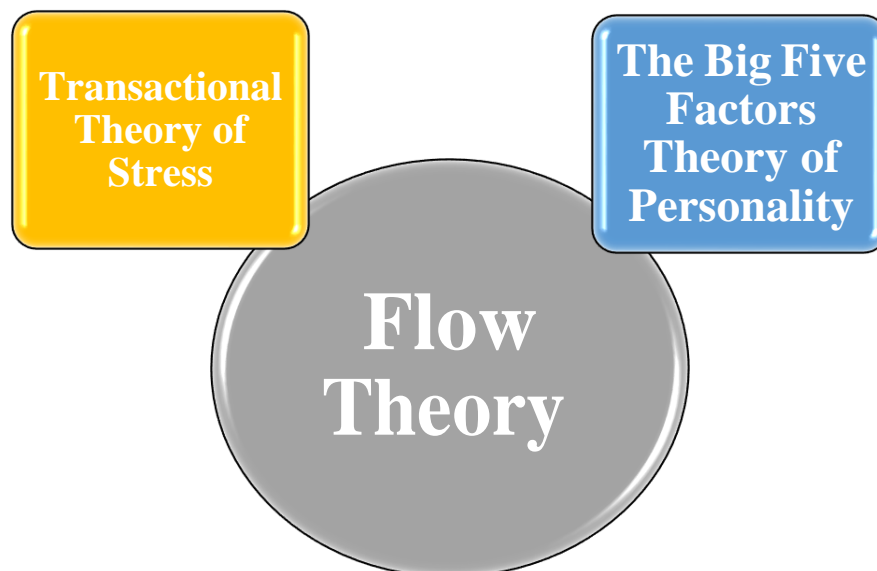 Transactional
Theory of
Stress
The Big Five
Factors
Theory of
Personality
Flow
Theory